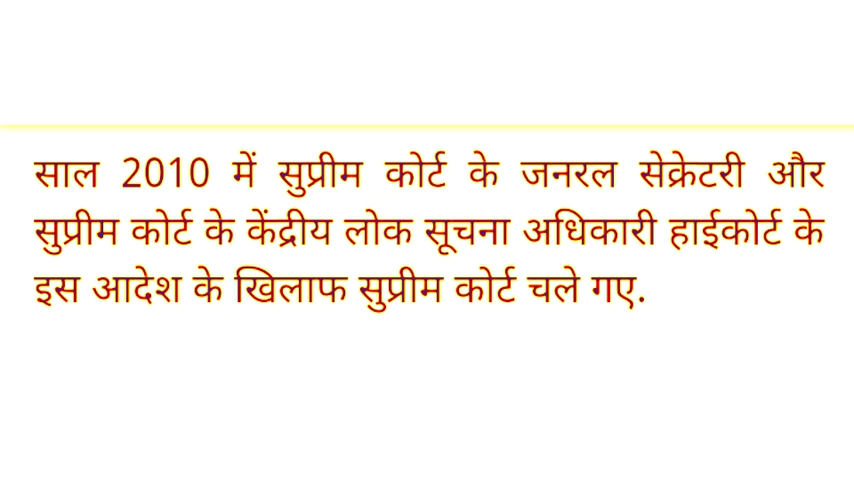 साल 2010 में सुप्रीम कोर्ट के जनरल सेक्रेटरी और
सुप्रीम कोर्ट के केंद्रीय लोक सूचना अधिकारी हाईकोर्ट के
इस आदेश के खिलाफ सुप्रीम कोर्ट चले गए.